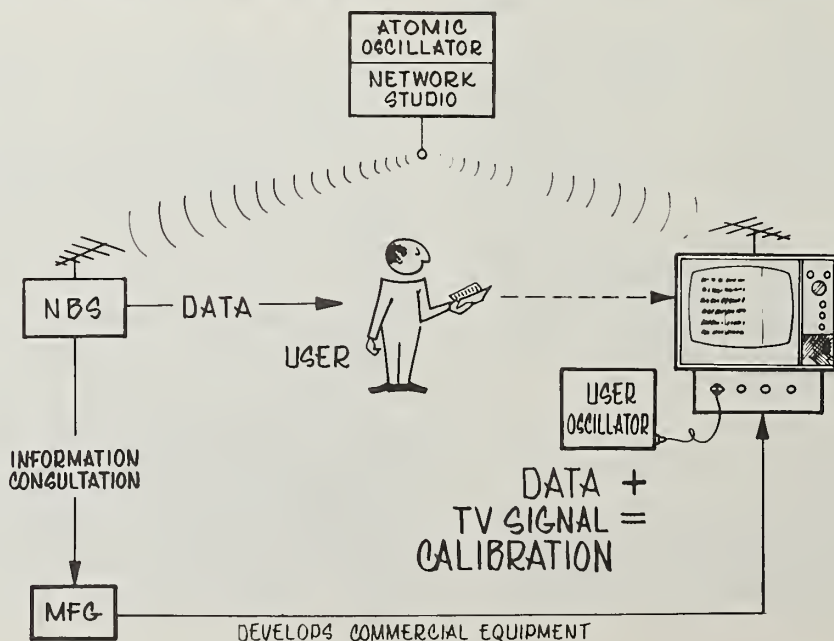 ATOMIC
OSCILLATOR
NETWORK
STUDIO
NBS
DATA
USER
USER
OSCILLATOR
INFORMATION
CONSULTATION
DATA +
TV SIGNAL =
CALIBRATION
MFG
DEVELOPS COMMERCIAL EQUIPMENT